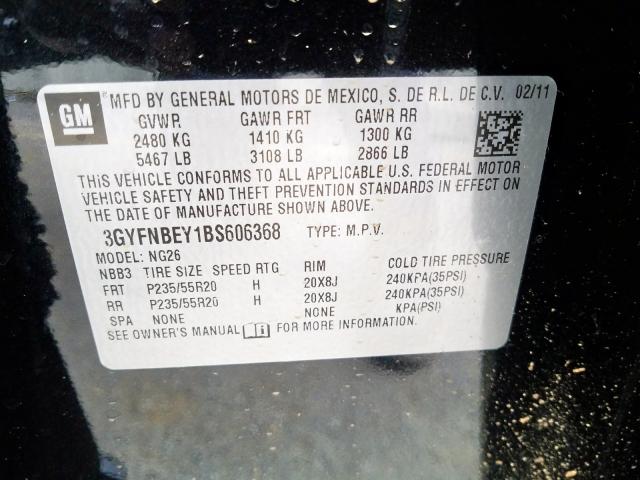 GM MFD BY GENERAL MOTORS DE MEXICO, S. DE R.L. DE C.V. 02/11
GVWR GAWR FRT GAWR RR
2480 KG 1410 KG 1300 KG
5467 LB 3108 LB 2866 LB
THIS VEHICLE CONFORMS TO ALL APPLICABLE U.S. FEDERAL MOTOR
VEHICLE SAFETY AND THEFT PREVENTION STANDARDS IN EFFECT ON
THE DATE OF MANUFACTURE SHOWN ABOVE.
3GYFNBEY1BS606368 TYPE: M.P.V.
MODEL: NG26
NBB3 TIRE SIZE SPEED RTG RIM COLD TIRE PRESSURE
FRT P235/55R20 H 20X8J 240KPA(35PSI)
RR P235/55R20 H 20X8J 240KPA(35PSI)
SPA NONE NONE KPA(PSI)
SEE OWNER'S MANUAL FOR MORE INFORMATION.